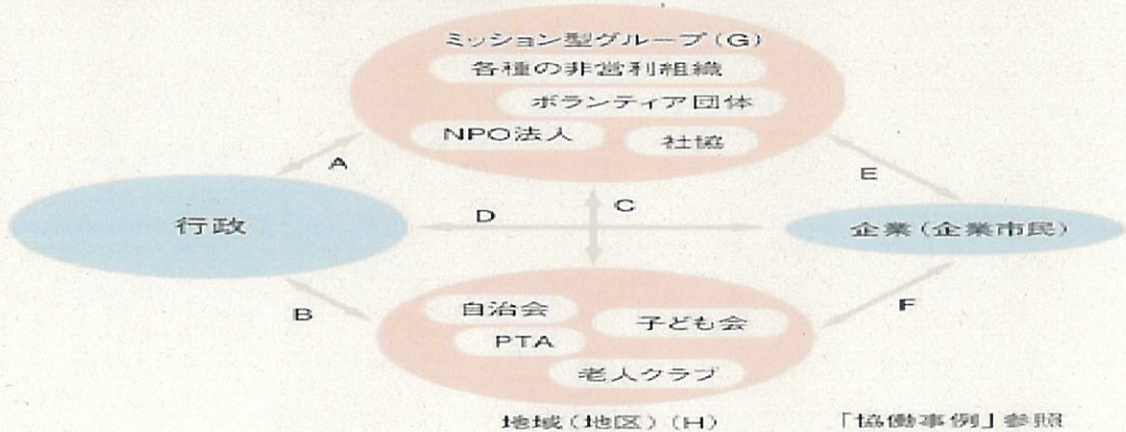 ミッション型グループ(G)
各種の非営利組織
ボランティア団体
NPO法人
社協
A
E
行政
D
C
企業(企業市民)
B
自治会
子ども会
F
PTA
老人クラブ
地域(地区)(H)
「協働事例」参照